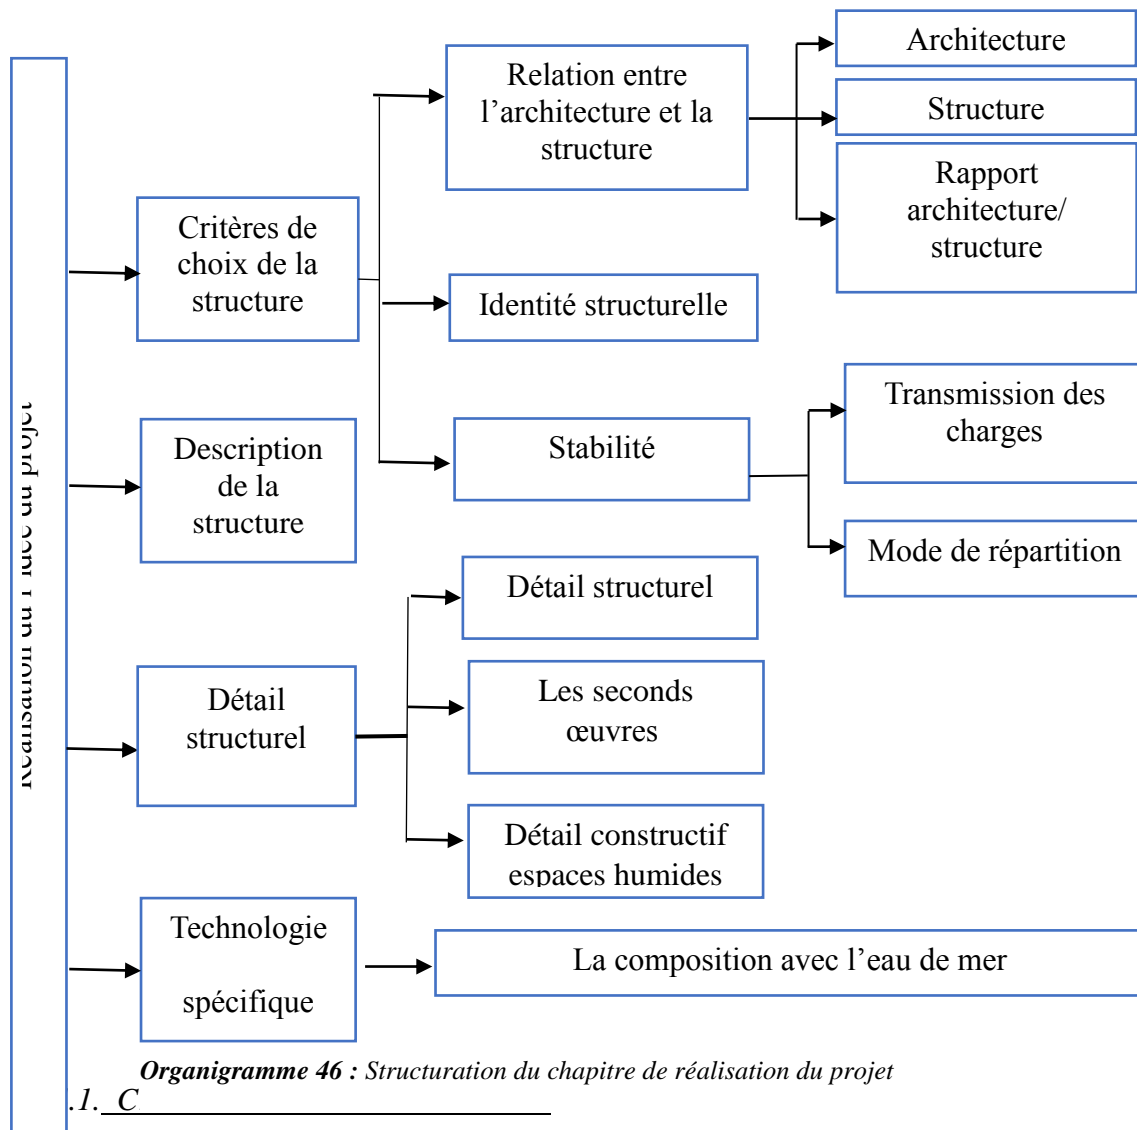 Réalisation du l’idée du projet
Critères de
choix de la
structure
Relation entre
l’architecture et la
structure
Architecture
Structure
Rapport
architecture/
structure
Identité structurelle
Stabilité
Transmission des
charges
Mode de répartition
Description
de la
structure
Détail
structurel
Détail structurel
Les seconds
œuvres
Détail constructif
espaces humides
Technologie
spécifique
La composition avec l’eau de mer
Organigramme 46 : Structuration du chapitre de réalisation du projet
.1. C